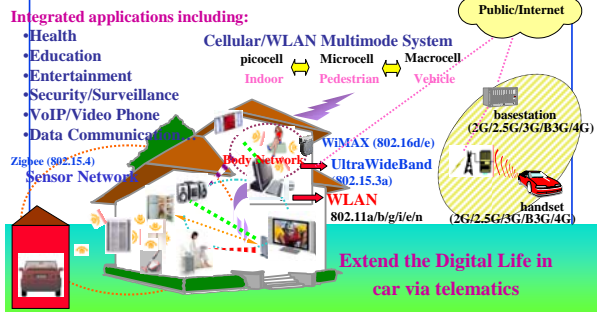 Integrated applications including:
•Health
•Education
•Entertainment
•Security/Surveillance
•VoIP/Video Phone
•Data Communication…
Public/Internet
Cellular/WLAN Multimode System
picocell
Microcell
Macrocell
Indoor
Pedestrian
Vehicle
basestation
(2G/2.5G/3G/B3G/4G)
Zigbee (802.15.4)
Sensor Network
Body Network
WiMAX (802.16d/e)
UltraWideBand
(802.15.3a)
WLAN
802.11a/b/g/i/e/n
handset
(2G/2.5G/3G/B3G/4G)
Extend the Digital Life in
car via telematics